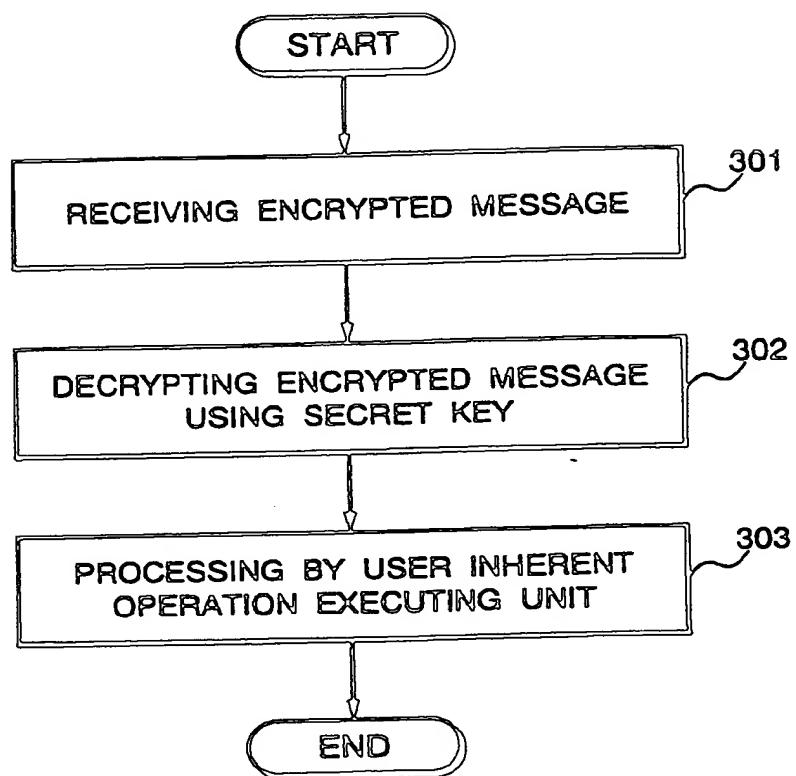 START
RECEIVING ENCRYPTED MESSAGE
301
DECRYPTING ENCRYPTED MESSAGE
USING SECRET KEY
302
PROCESSING BY USER INHERENT
OPERATION EXECUTING UNIT
303
END